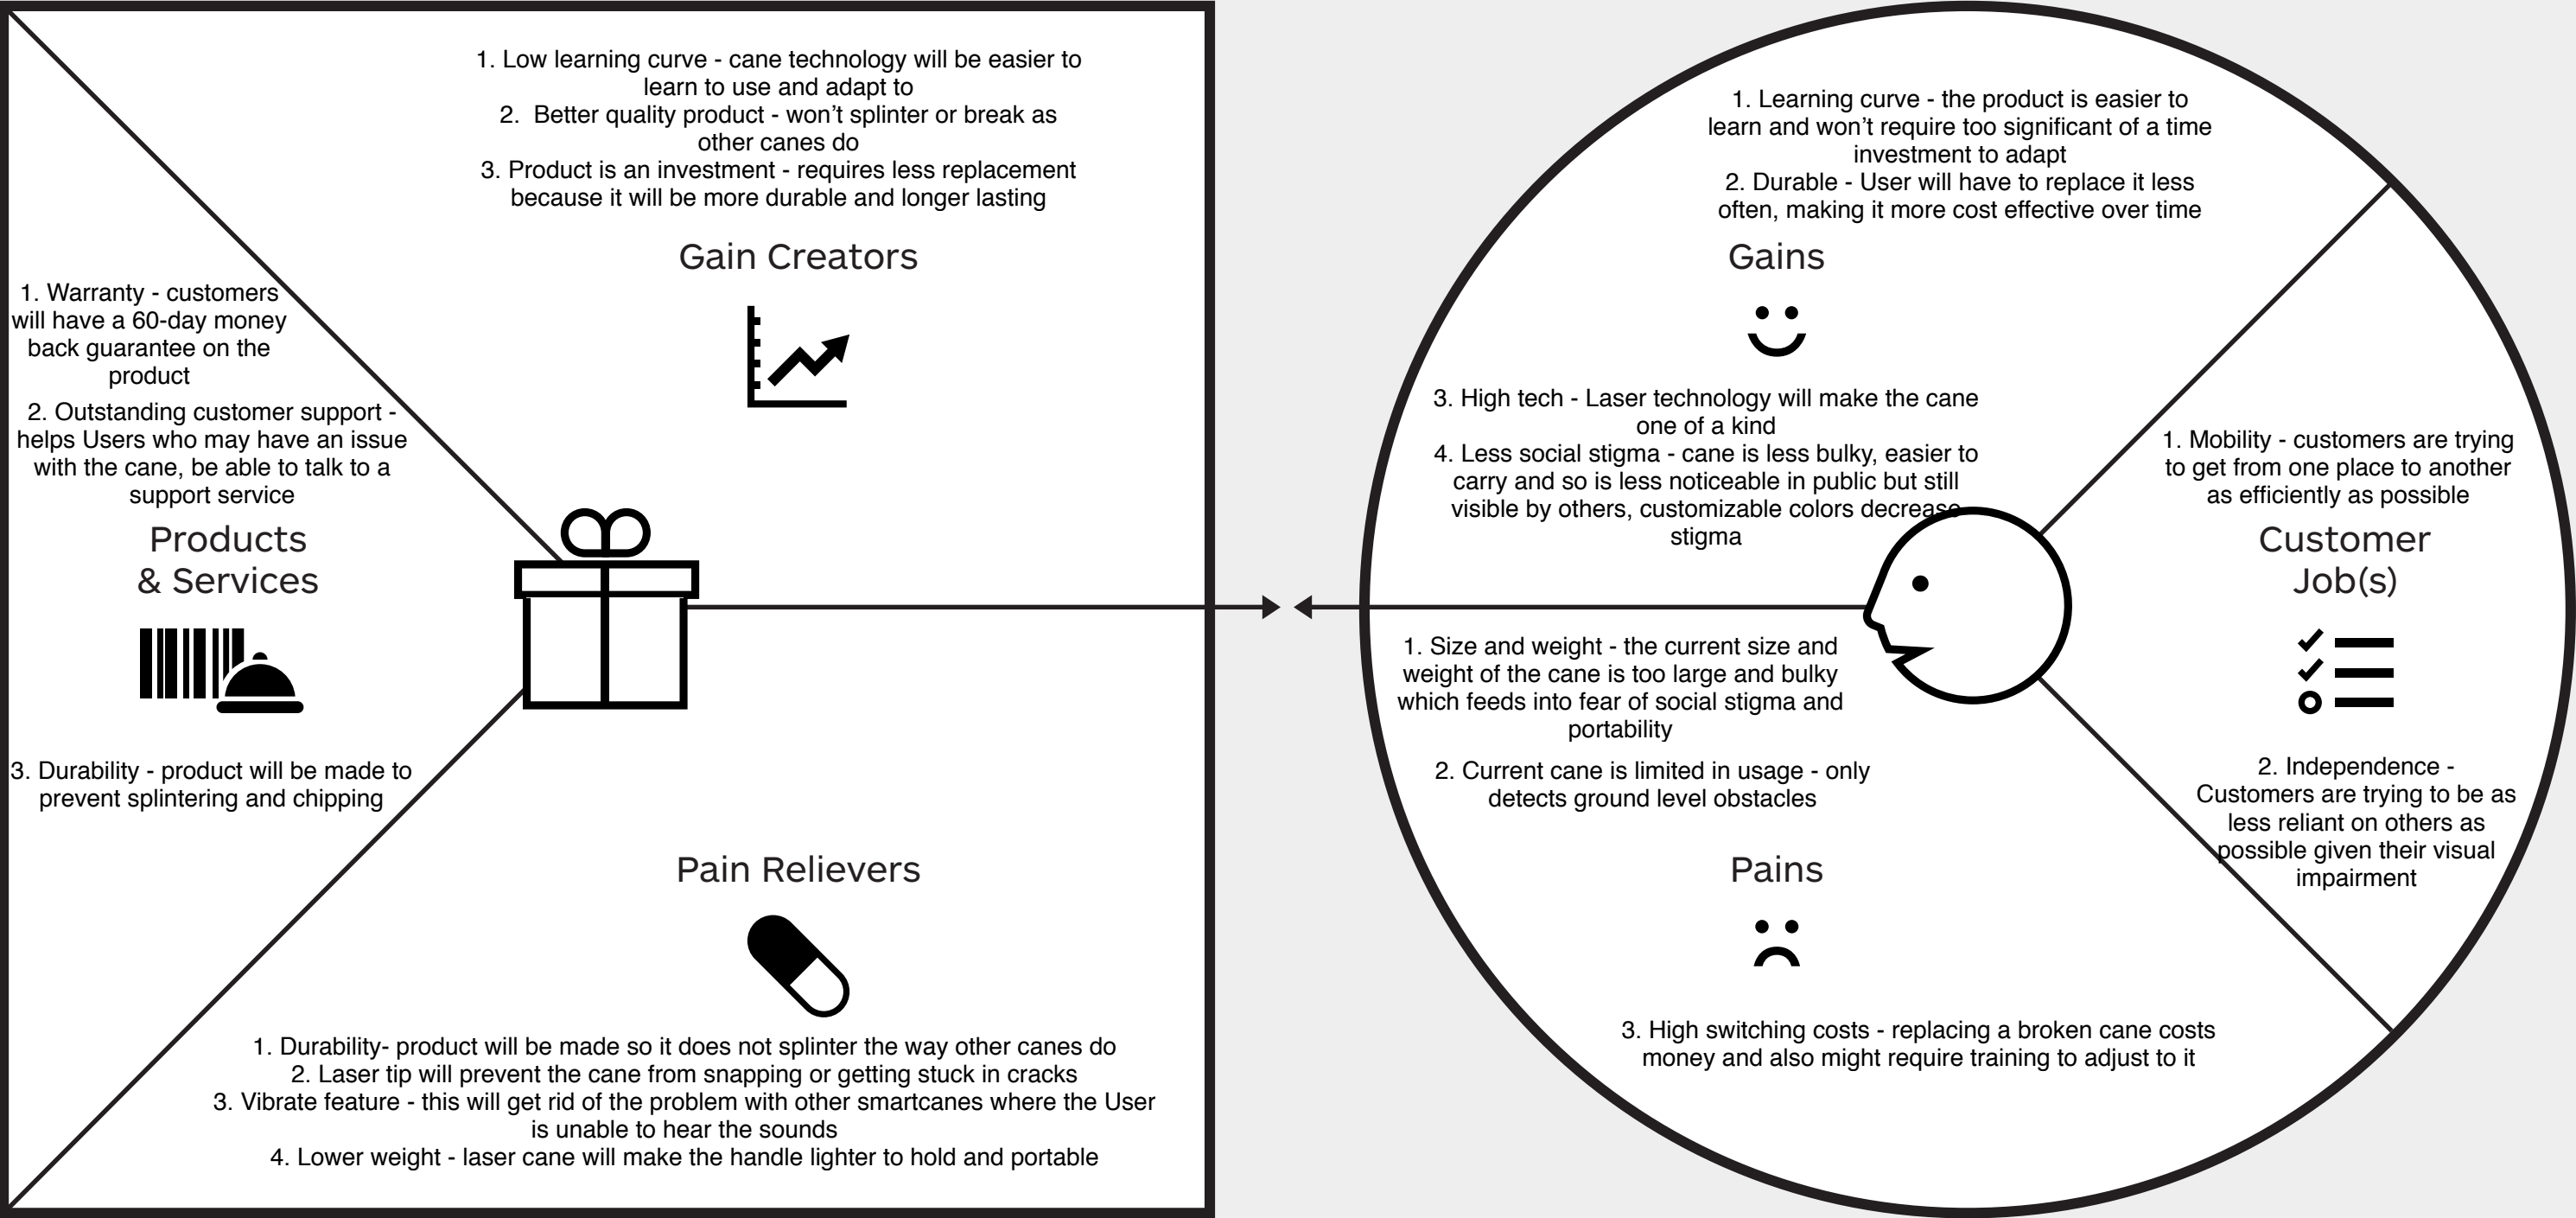 1. Low learning curve - cane technology will be easier to
learn to use and adapt to
2.  Better quality product - won’t splinter or break as
other canes do
3. Product is an investment - requires less replacement
because it will be more durable and longer lasting
Gain Creators
1. Warranty - customers
will have a 60-day money
back guarantee on the
product
2. Outstanding customer support -
helps Users who may have an issue
with the cane, be able to talk to a
support service
Products
& Services
3. Durability - product will be made to
prevent splintering and chipping
Pain Relievers
1. Durability- product will be made so it does not splinter the way other canes do
2. Laser tip will prevent the cane from snapping or getting stuck in cracks
3. Vibrate feature - this will get rid of the problem with other smartcanes where the User
is unable to hear the sounds
4. Lower weight - laser cane will make the handle lighter to hold and portable
1. Learning curve - the product is easier to
learn and won’t require too significant of a time
investment to adapt
2. Durable - User will have to replace it less
often, making it more cost effective over time
Gains
3. High tech - Laser technology will make the cane
one of a kind
4. Less social stigma - cane is less bulky, easier to
carry and so is less noticeable in public but still
visible by others, customizable colors decrease
stigma
1. Mobility - customers are trying
to get from one place to another
as efficiently as possible
Customer
Job(s)
2. Independence -
Customers are trying to be as
less reliant on others as
possible given their visual
impairment
1. Size and weight - the current size and
weight of the cane is too large and bulky
which feeds into fear of social stigma and
portability
2. Current cane is limited in usage - only
detects ground level obstacles
Pains
3. High switching costs - replacing a broken cane costs
money and also might require training to adjust to it